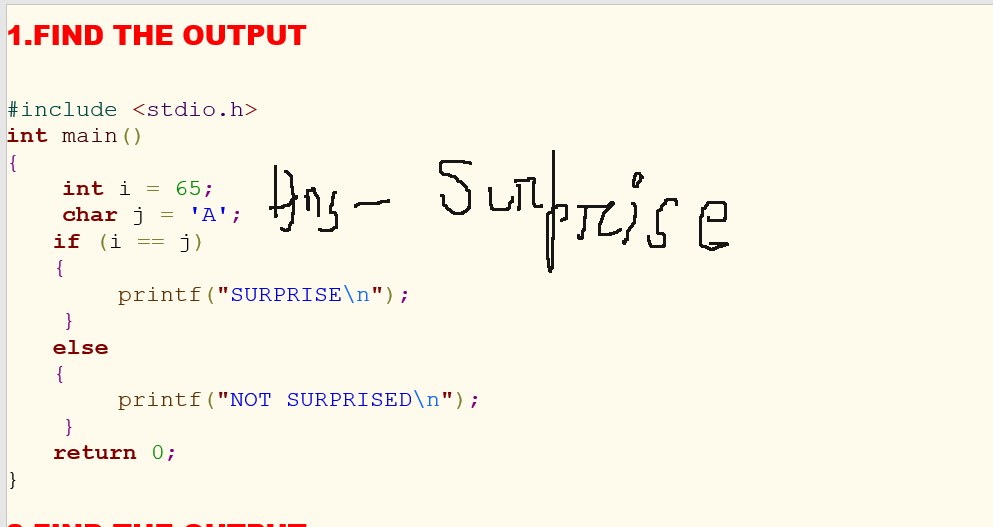 1.FIND THE OUTPUT
#include <stdio.h>
int main()
{
int i = 65;
char j = 'A';
Ans - Surprise
if (i == j)
{
printf("SURPRISE\n");
}
else
{
printf("NOT SURPRISED\n");
}
return 0;
}